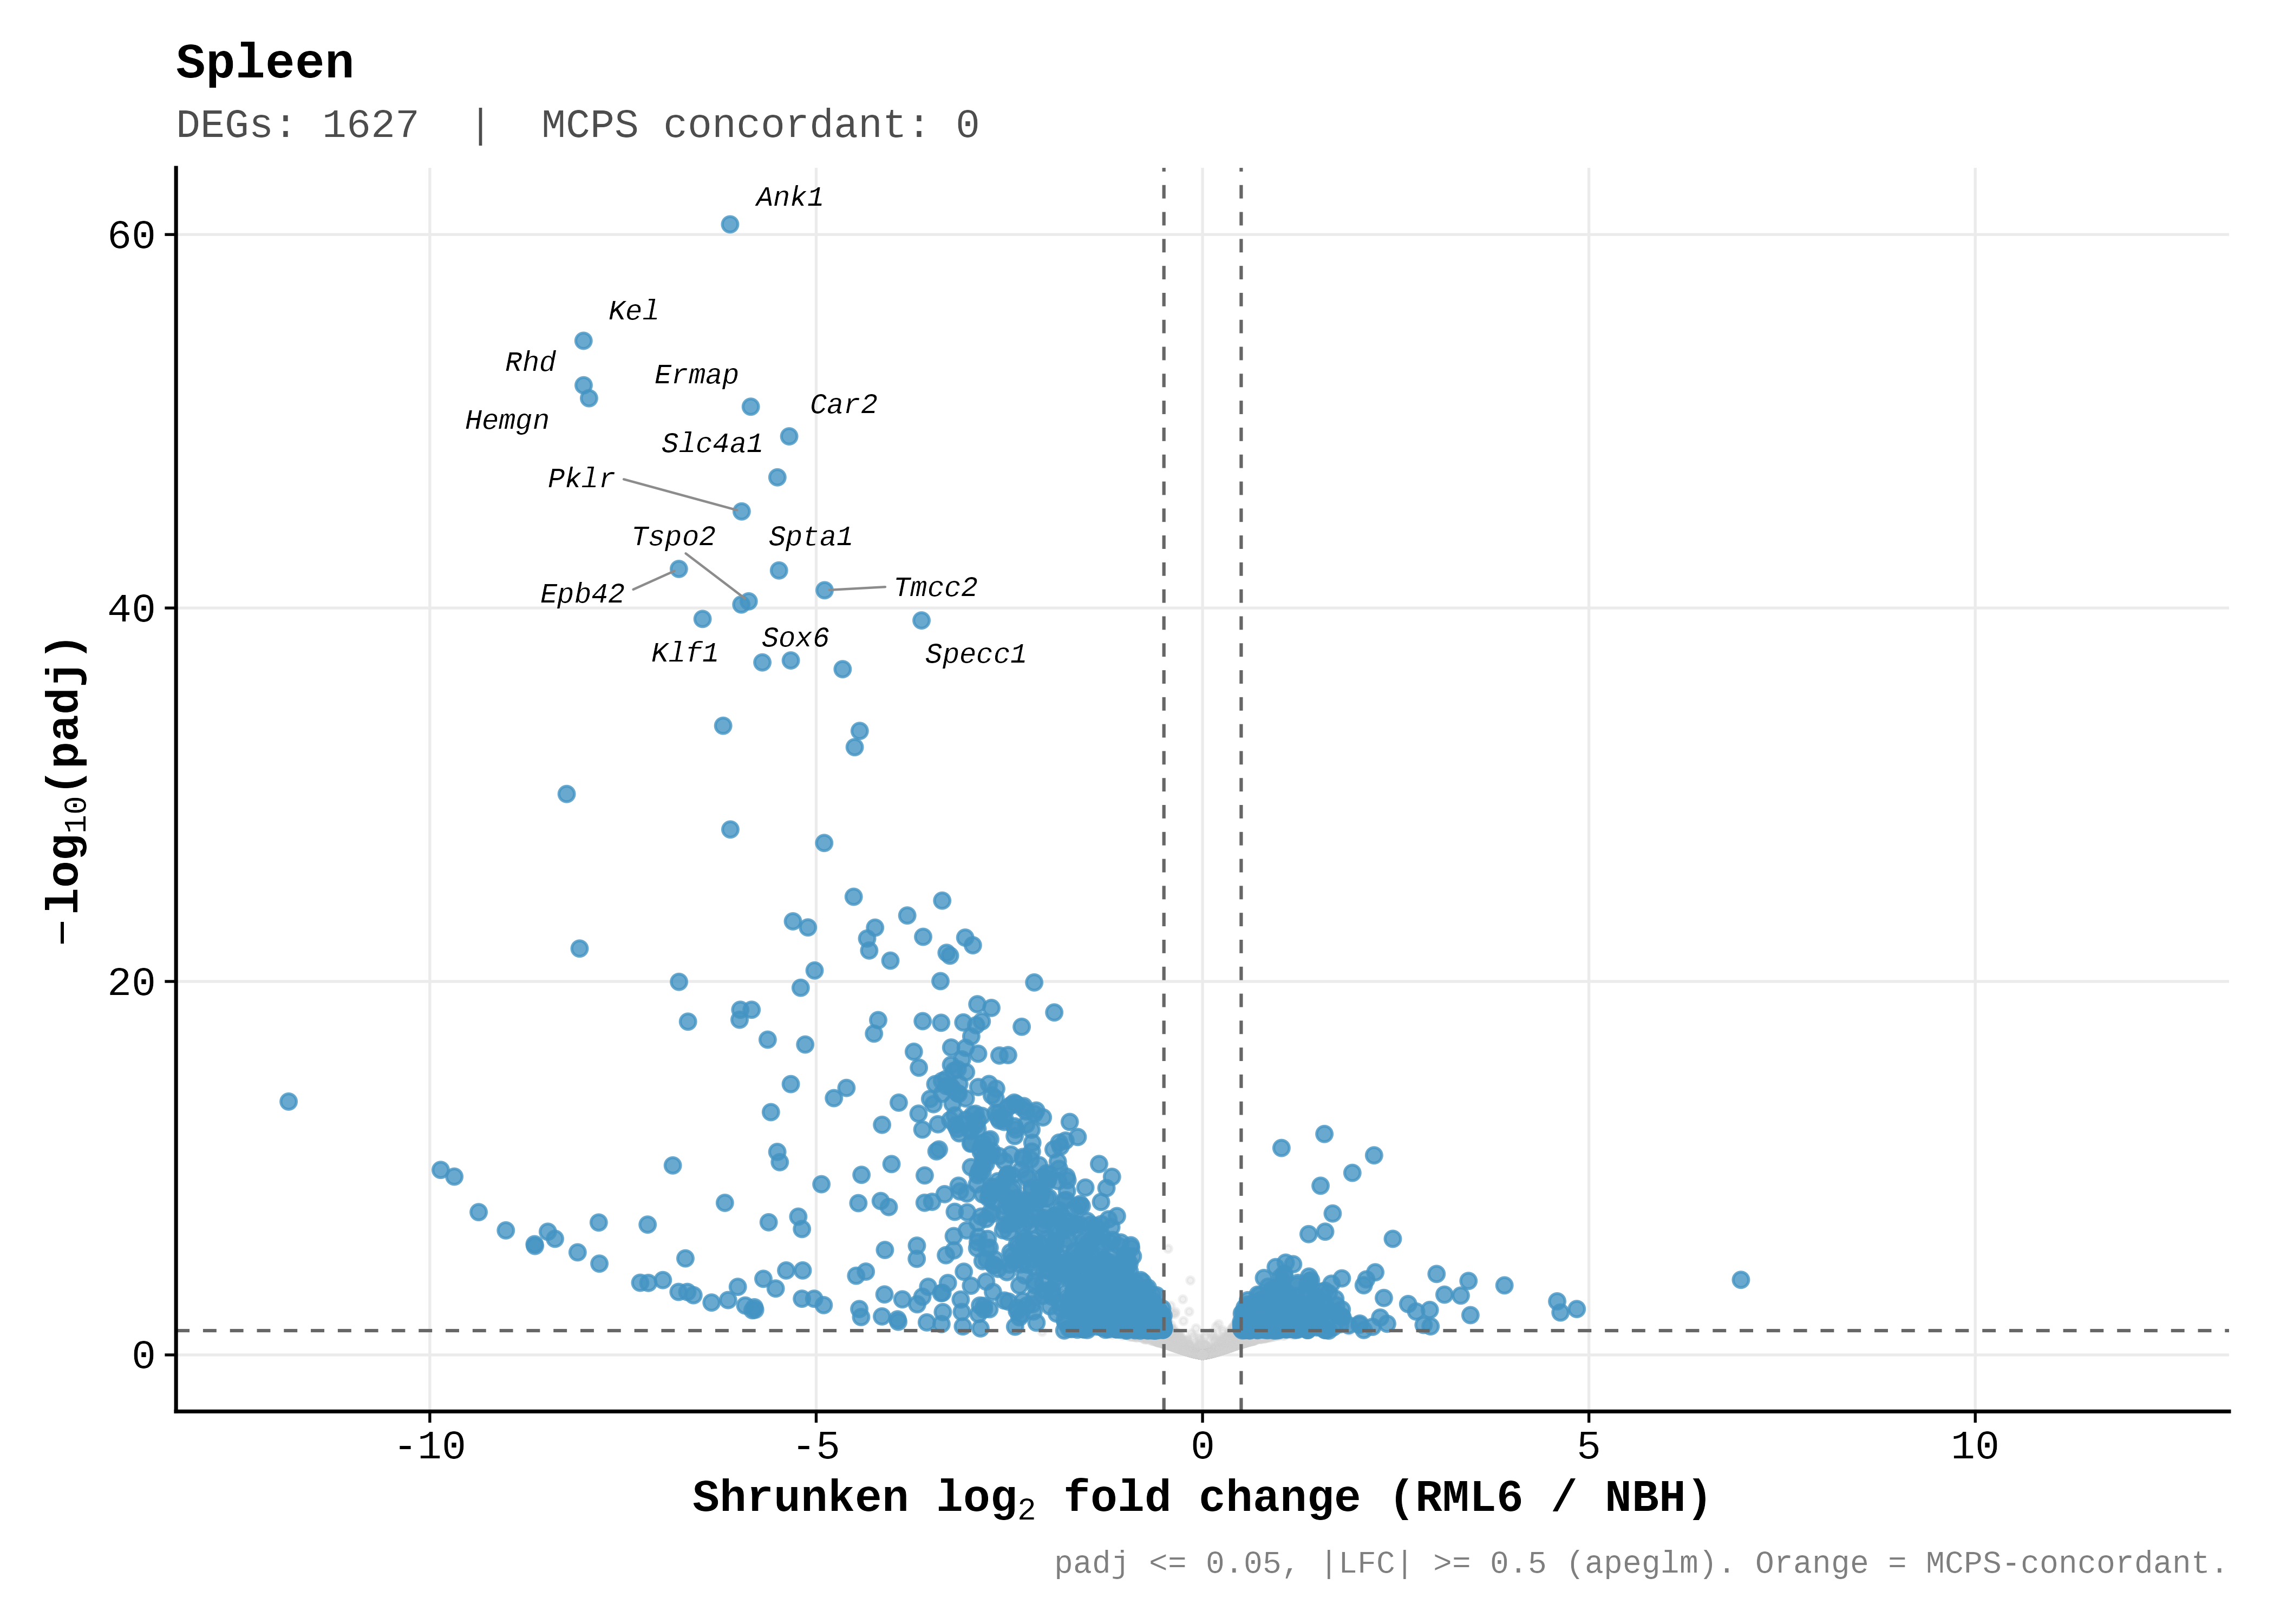 Spleen
DEGs: 1627 | MCPS concordant: 0
Ank1
Kel
Rhd
Ermap
Car2
Hemgn
Slc4a1
Pklr
Tspo2
Spta1
Epb42
Tmcc2
Sox6
Klf1
Specc1
60
40
20
0
−log10(padj)
-10
-5
0
5
10
Shrunken log2 fold change (RML6 / NBH)
padj <= 0.05, |LFC| >= 0.5 (apeglm). Orange = MCPS-concordant.